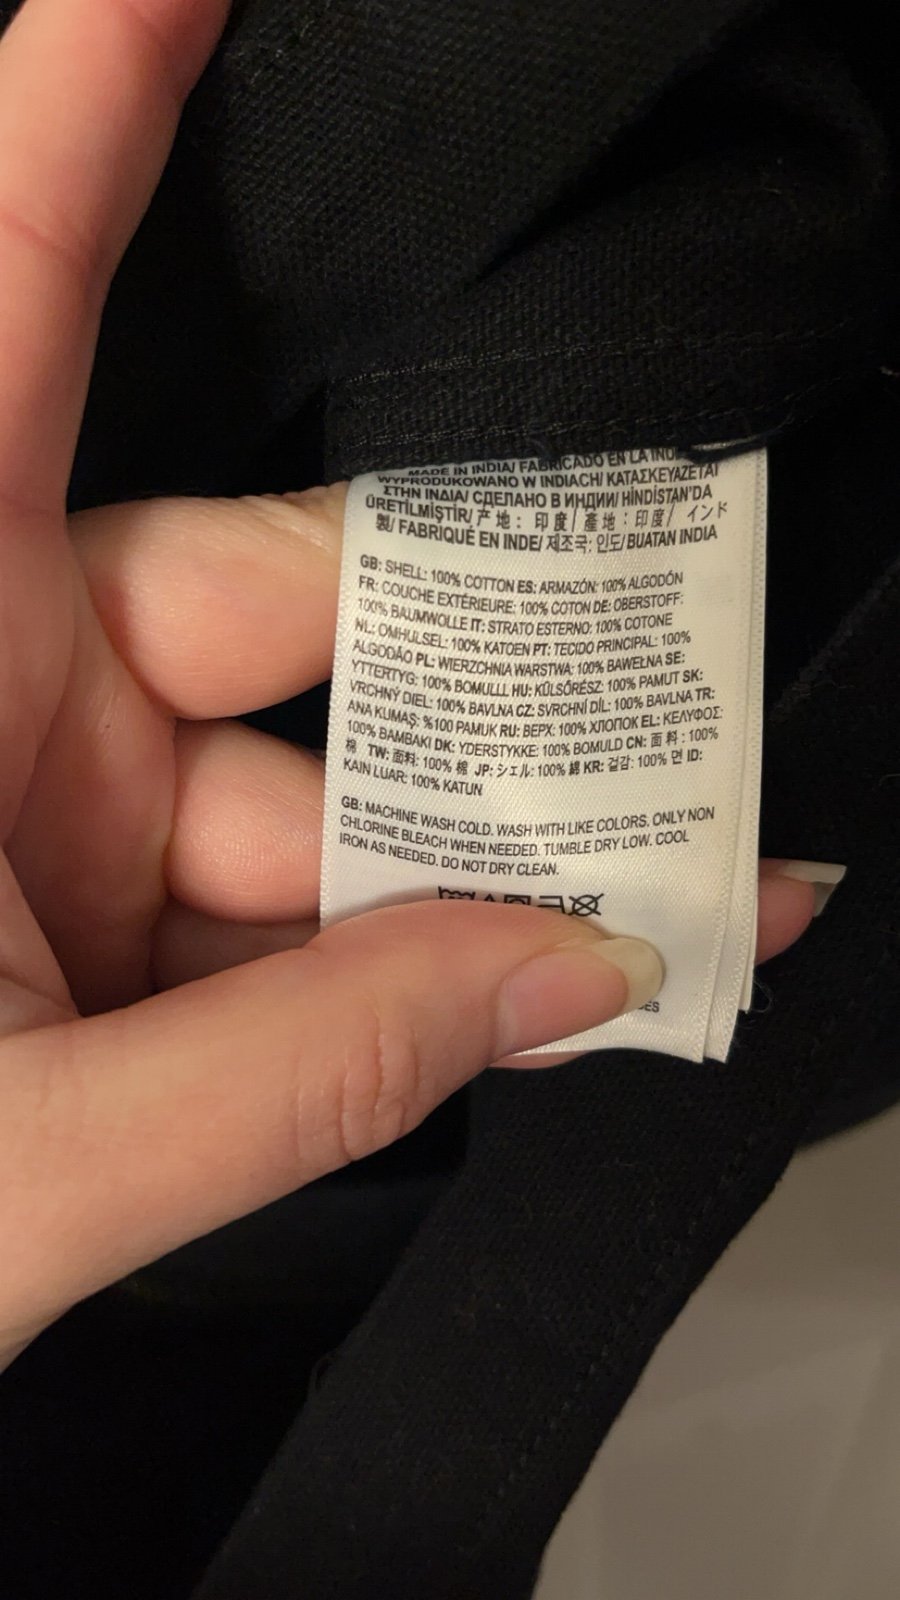 MADE IN INDIA/ FABRICADO EN LA
WYPRODUKOWANO W INDIACH/ ΚΑΤΑΣΚΕΥΑΖΕΤΑΙ
ΣΤΗΝ ΙΝΔΙΑ/ СДЕЛАНО В ИНДИИ/ HİNDİSTAN'DA
ÜRETİLMİŞTİR/ 产 地 : 印度/ 產地 : 印度/ インド
製/ FABRIQUÉ EN INDE/ 제조국: 인도/ BUATAN INDIA
GB: SHELL: 100% COTTON ES: ARMAZÓN: 100% ALGODÓN
FR: COUCHE EXTÉRIEURE: 100% COTON DE: OBERSTOFF:
100% BAUMWOLLE IT: STRATO ESTERNO: 100% COTONE
NL: OMHULSEL: 100% KATOEN PT: TECIDO PRINCIPAL: 100%
ALGODÃO PL: WIERZCHNIA WARSTWA: 100% BAWEŁNA SE:
YTTERTYG: 100% BOMULLL HU: KÜLSŐRÉSZ: 100% PAMUT SK:
VRCHNÝ DIEL: 100% BAVLNA CZ: SVRCHNÍ DÍL: 100% BAVLNA TR:
ANA KUMAŞ: %100 PAMUK RU: ВЕРХ: 100% ХЛОПОК EL: ΚΕΛΥΦΟΣ:
100% ΒΑΜΒΑΚΙ DK: YDERSTYKKE: 100% BOMULD CN: 面 料 : 100%
棉 TW: 面料: 100% 棉 JP: シェル: 100% 綿 KR: 겉감: 100% 면 ID:
KAIN LUAR: 100% KATUN
GB: MACHINE WASH COLD. WASH WITH LIKE COLORS. ONLY NON
CHLORINE BLEACH WHEN NEEDED. TUMBLE DRY LOW. COOL
IRON AS NEEDED. DO NOT DRY CLEAN.